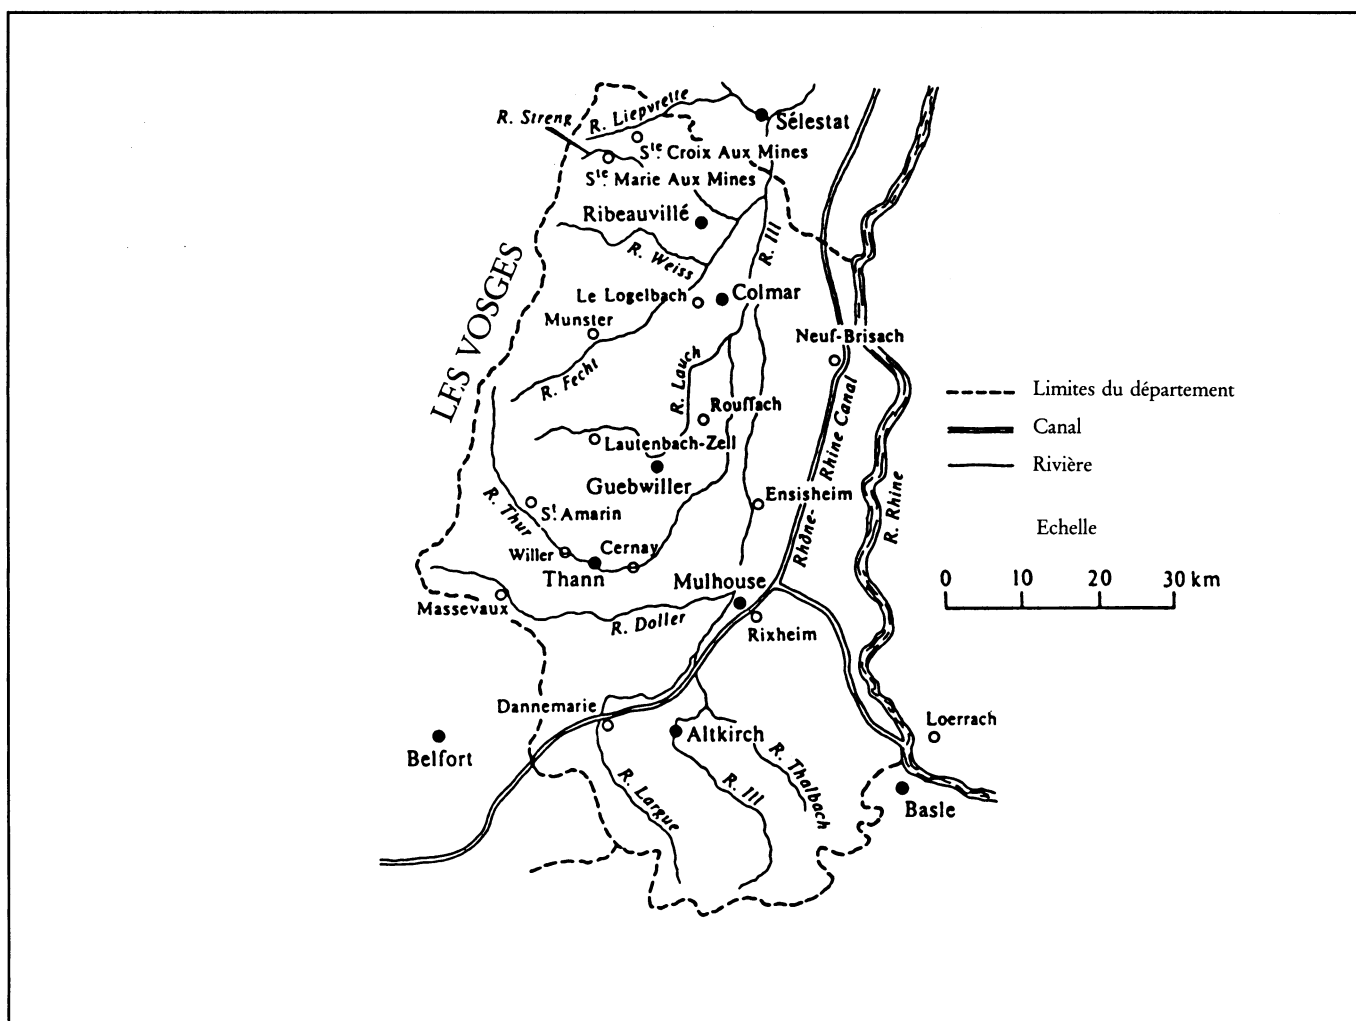 R. Liepvrette
R. Streng
Sélestat
Ste. Croix Aux Mines
Ste. Marie Aux Mines
Ribeauvillé
R. Ill
R. Weiss
LES VOSGES
Le Logelbach
Colmar
Munster
Neuf-Brisach
R. Fecht
R. Lauch
Rouffach
Limites du département
Canal
Rivière
Lautenbach-Zell
Guebwiller
Rhône-Rhine Canal
R. Rhine
Ensisheim
R. Thur
St. Amarin
Echelle
Willer
Cernay
Thann
Mulhouse
0 10 20 30 km
Massevaux
R. Doller
Rixheim
Dannemarie
Altkirch
Loerrach
Belfort
R. Largue
R. Ill
R. Thalbach
Basle